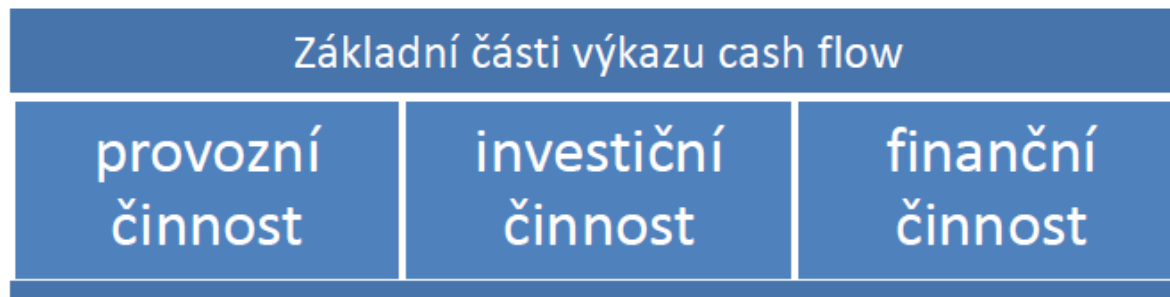 Základní části výkazu cash flow
provozní
činnost
investiční
činnost
finanční
činnost